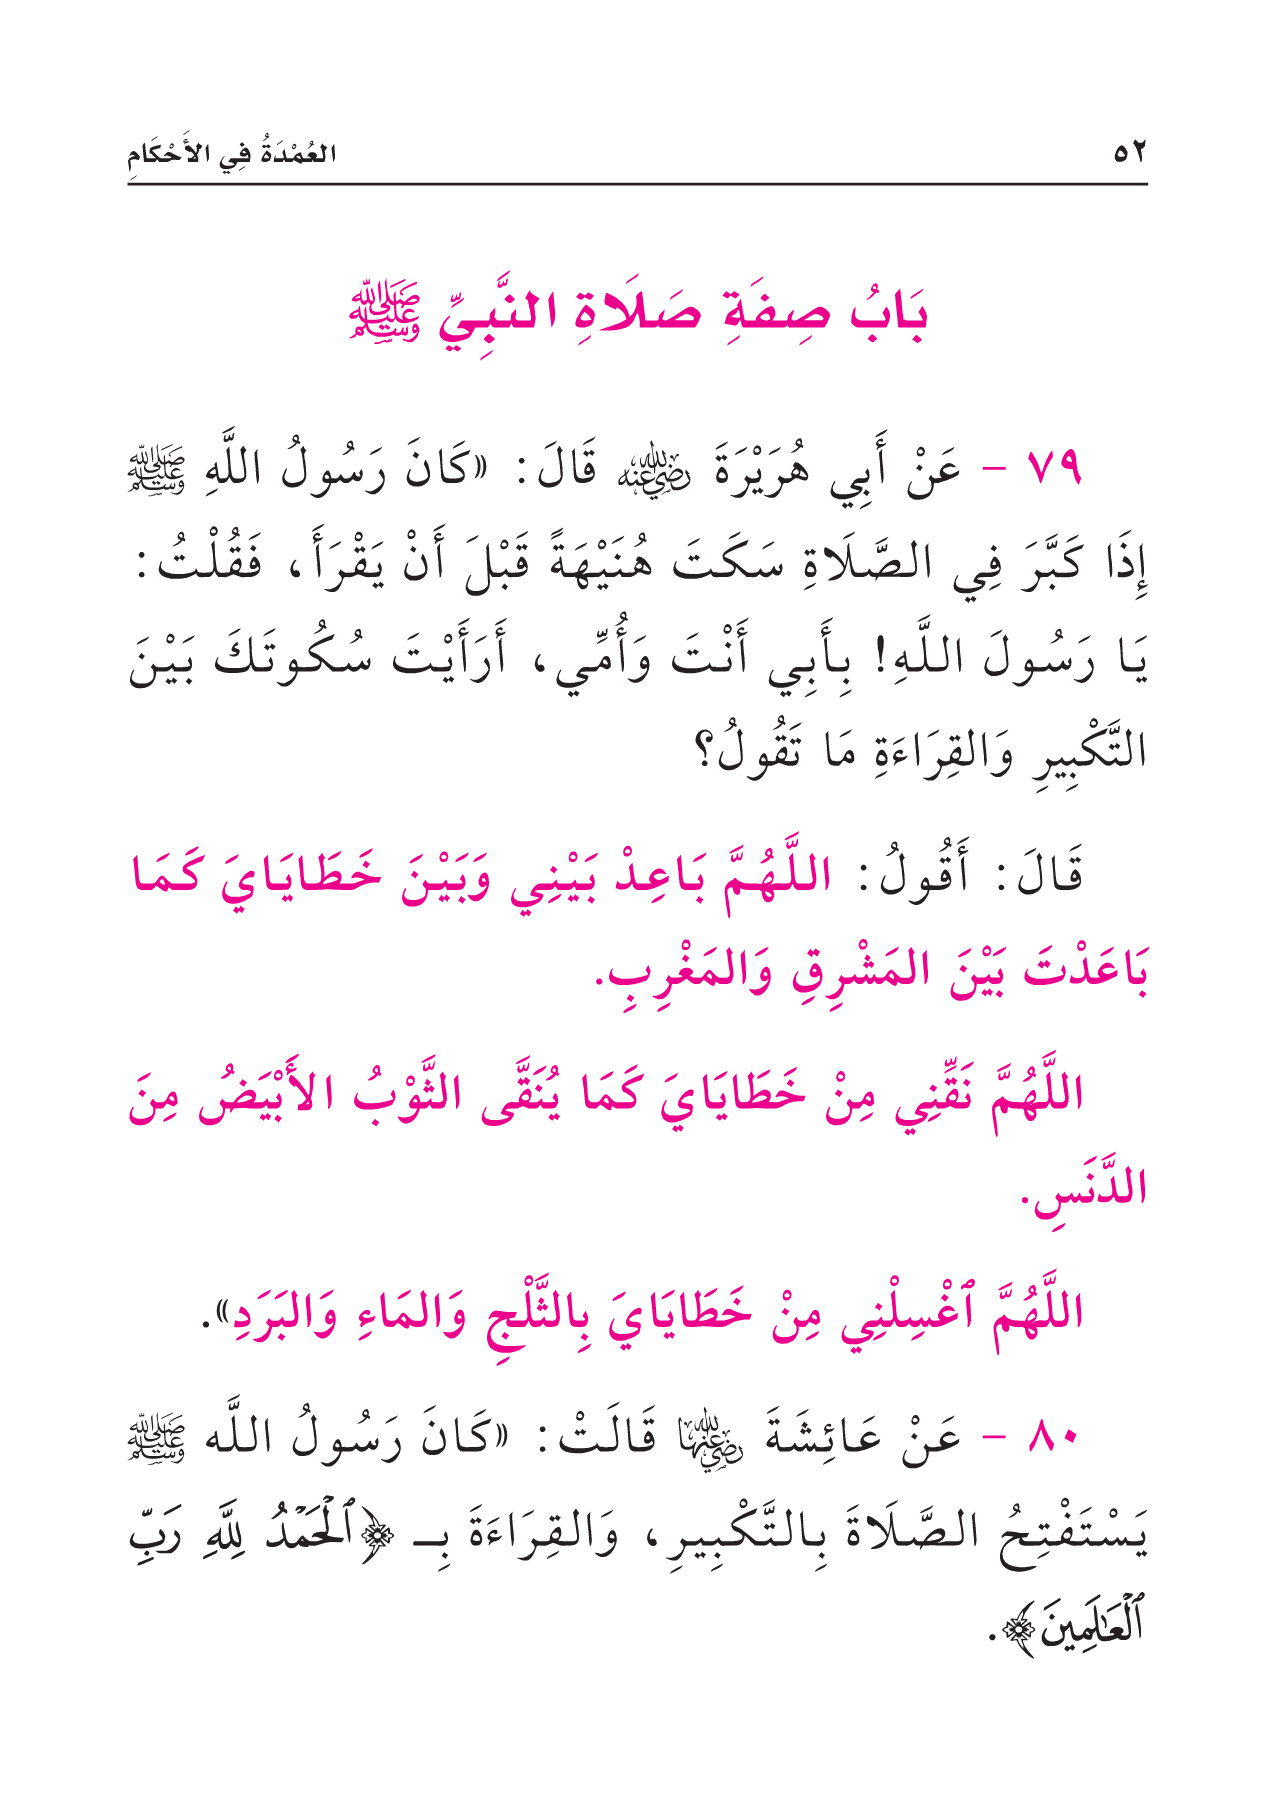 ٥٢
العُمْدَةُ فِي الأَحْكَامِ
بَابُ صِفَةِ صَلَاةِ النَّبِيِّ ﷺ
٧٩ - عَنْ أَبِي هُرَيْرَةَ رضي الله عنه قَالَ: «كَانَ رَسُولُ اللَّهِ ﷺ
إِذَا كَبَّرَ فِي الصَّلَاةِ سَكَتَ هُنَيْهَةً قَبْلَ أَنْ يَقْرَأَ، فَقُلْتُ:
يَا رَسُولَ اللَّهِ! بِأَبِي أَنْتَ وَأُمِّي، أَرَأَيْتَ سُكُوتَكَ بَيْنَ
التَّكْبِيرِ وَالقِرَاءَةِ مَا تَقُولُ؟
قَالَ: أَقُولُ: اللَّهُمَّ بَاعِدْ بَيْنِي وَبَيْنَ خَطَايَايَ كَمَا
بَاعَدْتَ بَيْنَ المَشْرِقِ وَالمَغْرِبِ.
اللَّهُمَّ نَقِّنِي مِنْ خَطَايَايَ كَمَا يُنَقَّى الثَّوْبُ الأَبْيَضُ مِنَ
الدَّنَسِ.
اللَّهُمَّ ٱغْسِلْنِي مِنْ خَطَايَايَ بِالثَّلْجِ وَالمَاءِ وَالبَرَدِ».
٨٠ - عَنْ عَائِشَةَ رضي الله عنها قَالَتْ: «كَانَ رَسُولُ اللَّه ﷺ
يَسْتَفْتِحُ الصَّلَاةَ بِالتَّكْبِيرِ، وَالقِرَاءَةَ بِـ ﴿ٱلْحَمْدُ لِلَّهِ رَبِّ
ٱلْعَٰلَمِينَ﴾.